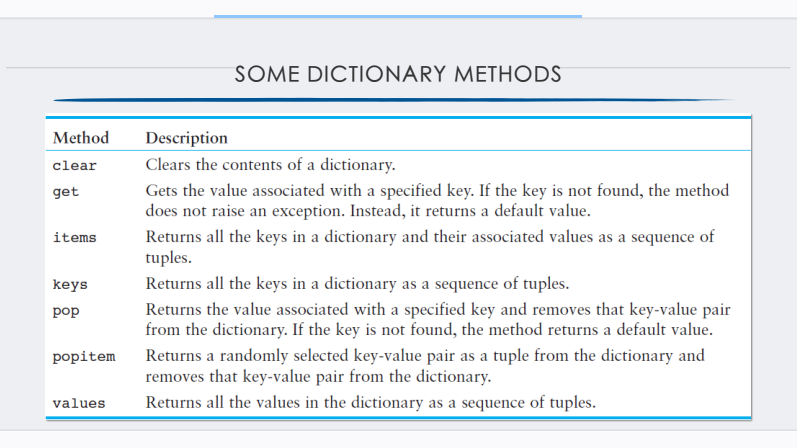 SOME DICTIONARY METHODS
Method Description
clear Clears the contents of a dictionary.
get Gets the value associated with a specified key. If the key is not found, the method
does not raise an exception. Instead, it returns a default value.
items Returns all the keys in a dictionary and their associated values as a sequence of
tuples.
keys Returns all the keys in a dictionary as a sequence of tuples.
pop Returns the value associated with a specified key and removes that key-value pair
from the dictionary. If the key is not found, the method returns a default value.
popitem Returns a randomly selected key-value pair as a tuple from the dictionary and
removes that key-value pair from the dictionary.
values Returns all the values in the dictionary as a sequence of tuples.